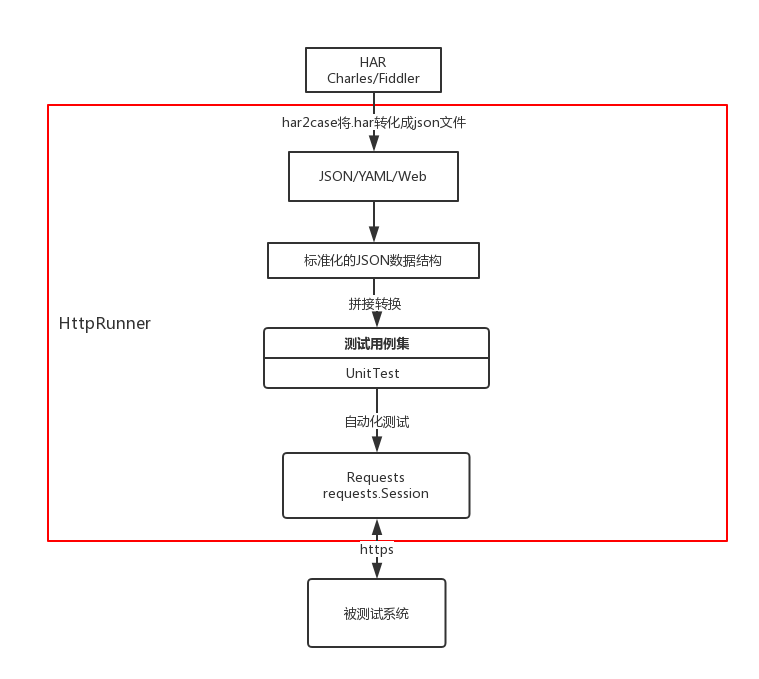 HAR
Charles/Fiddler
har2case将.har转化成json文件
JSON/YAML/Web
标准化的JSON数据结构
拼接转换
HttpRunner
测试用例集
UnitTest
自动化测试
Requests
requests.Session
https
被测试系统